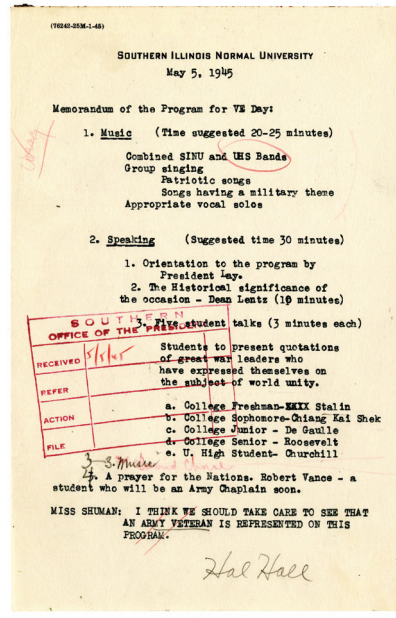 (76242-25M-1-45)
SOUTHERN ILLINOIS NORMAL UNIVERSITY
May 5, 1945
Memorandum of the Program for VE Day:
1. Music (Time suggested 20-25 minutes)
Combined SINU and UHS Bands
Group singing
Patriotic songs
Songs having a military theme
Appropriate vocal solos
2. Speaking (Suggested time 30 minutes)
1. Orientation to the program by
President Lay.
2. The Historical significance of
the occasion - Dean Lentz (10 minutes)
3. Five student talks (3 minutes each)
SOUTHERN
OFFICE OF THE PRESIDENT
RECEIVED 5/5/45
REFER
ACTION
FILE
Students to present quotations
of great war leaders who
have expressed themselves on
the subject of world unity.
a. College Freshman- Stalin
b. College Sophomore-Chiang Kai Shek
c. College Junior - De Gaulle
d. College Senior - Roosevelt
e. U. High Student- Churchill
3. Music
4. A prayer for the Nations. Robert Vance - a
student who will be an Army Chaplain soon.
MISS SHUMAN: I THINK WE SHOULD TAKE CARE TO SEE THAT
AN ARMY VETERAN IS REPRESENTED ON THIS
PROGRAM.
Hal Hall